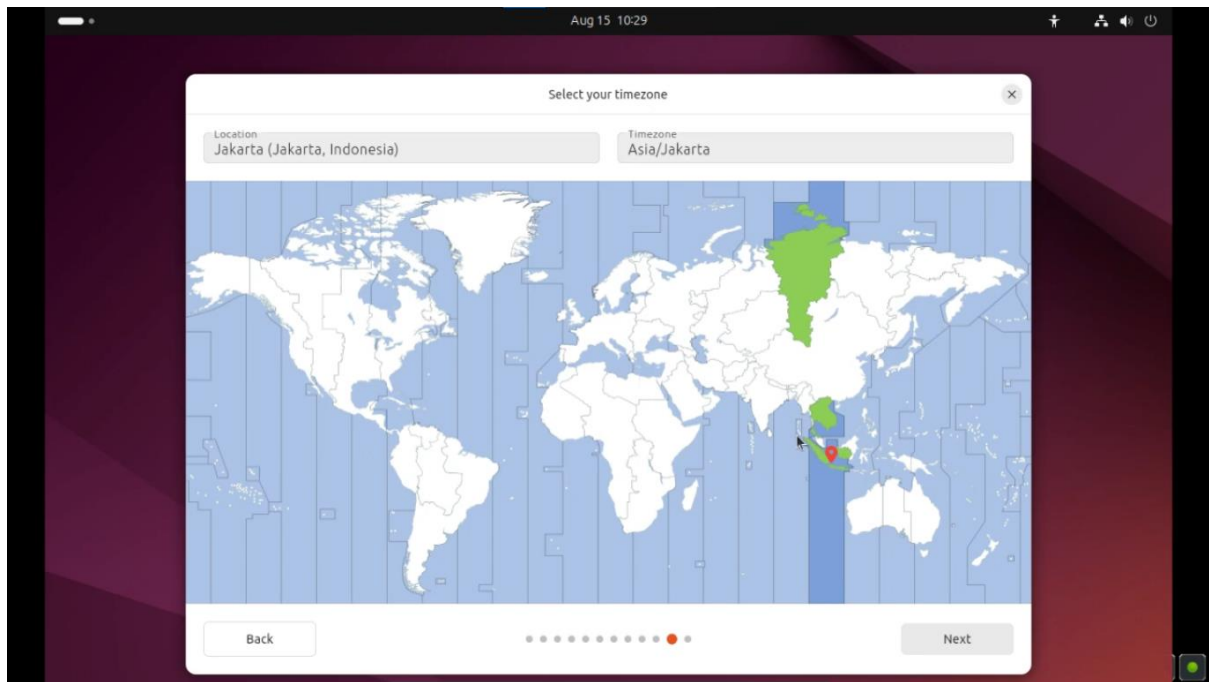 Aug 15 10:29
Select your timezone
Location
Jakarta (Jakarta, Indonesia)
Timezone
Asia/Jakarta
Back
Next